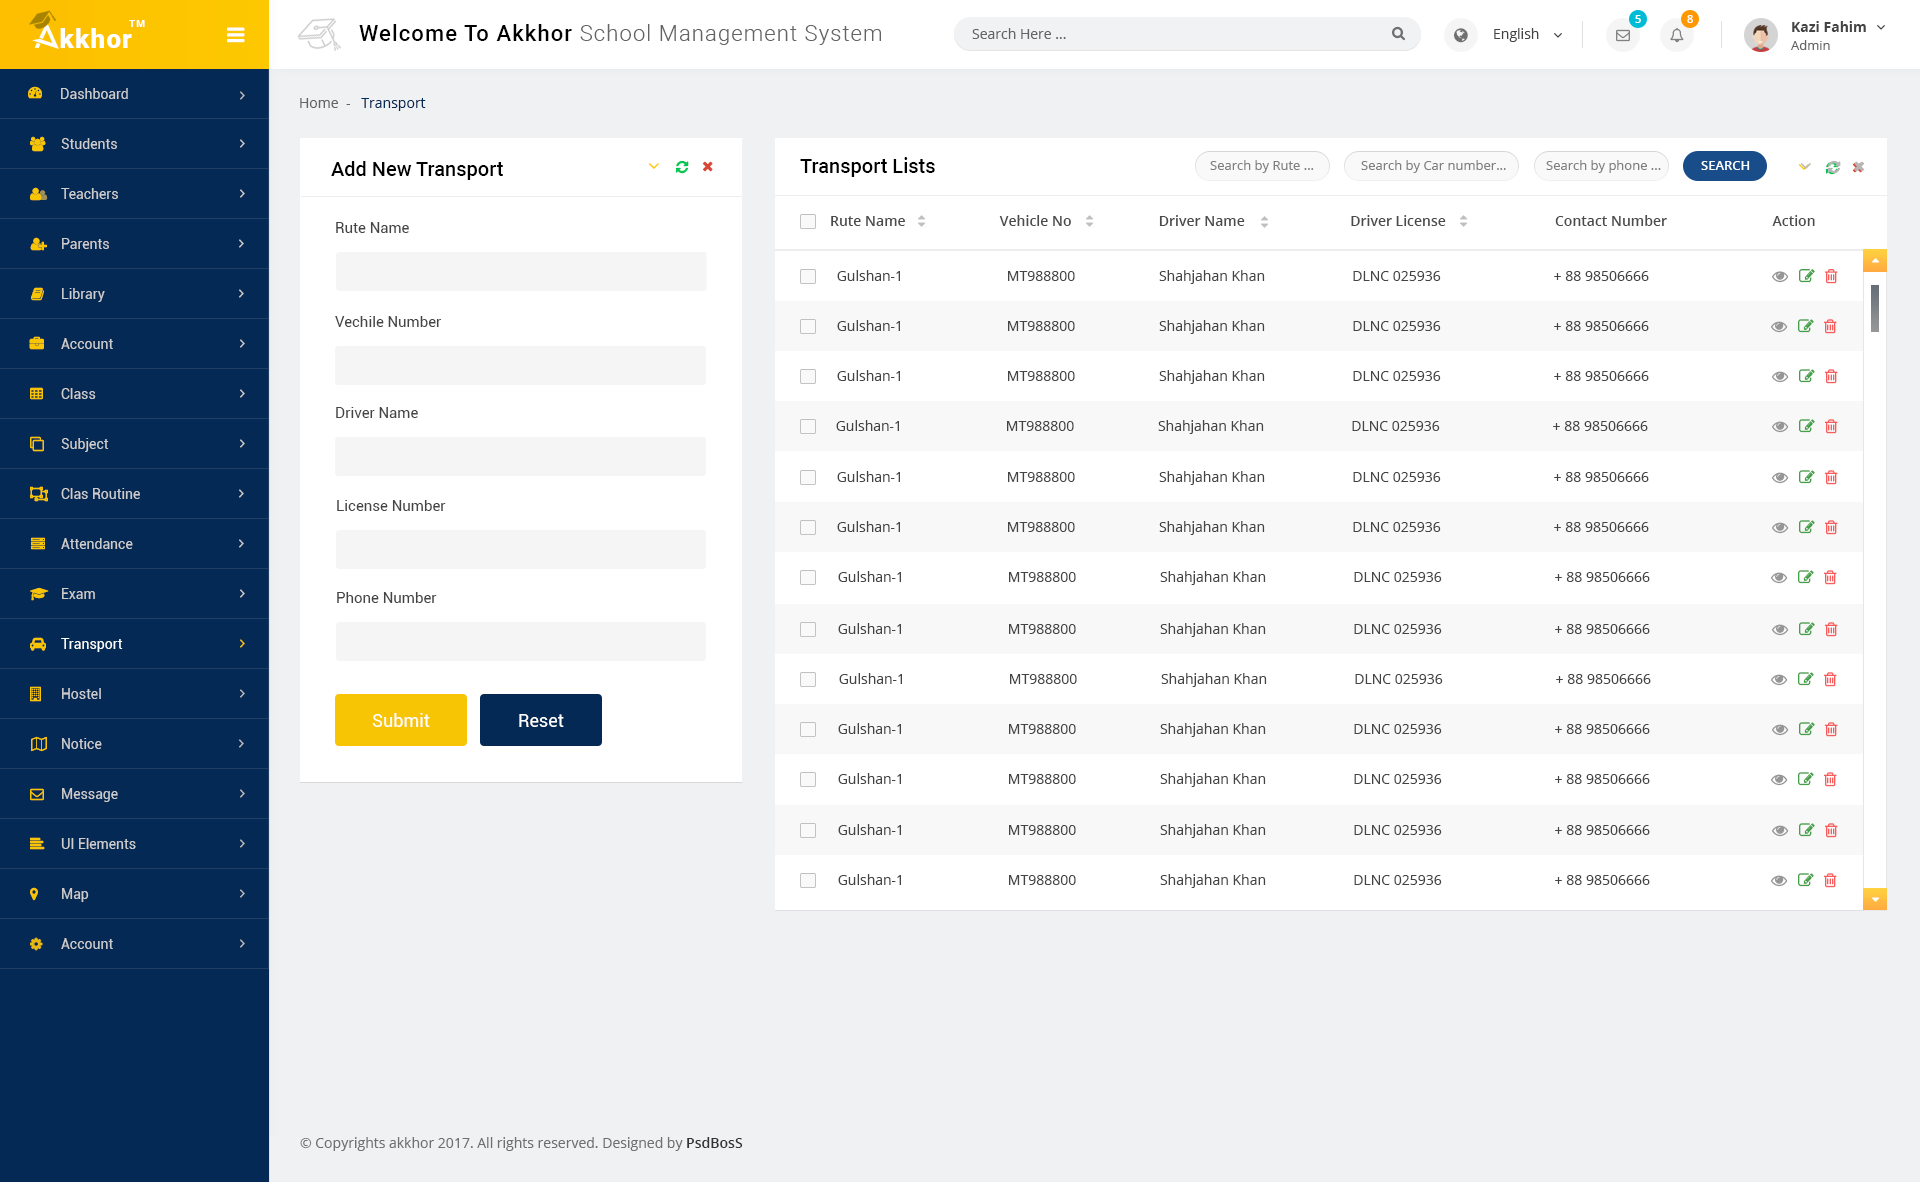 Akkhor TM
Welcome To Akkhor School Management System
Search Here ...
English
5
8
Kazi Fahim
Admin
Dashboard
Students
Teachers
Parents
Library
Account
Class
Subject
Clas Routine
Attendance
Exam
Transport
Hostel
Notice
Message
UI Elements
Map
Account
Home - Transport
Add New Transport
Rute Name
Vechile Number
Driver Name
License Number
Phone Number
Submit Reset
Transport Lists
Search by Rute ... Search by Car number... Search by phone ... SEARCH
Rute Name Vehicle No Driver Name Driver License Contact Number Action
Gulshan-1 MT988800 Shahjahan Khan DLNC 025936 + 88 98506666
Gulshan-1 MT988800 Shahjahan Khan DLNC 025936 + 88 98506666
Gulshan-1 MT988800 Shahjahan Khan DLNC 025936 + 88 98506666
Gulshan-1 MT988800 Shahjahan Khan DLNC 025936 + 88 98506666
Gulshan-1 MT988800 Shahjahan Khan DLNC 025936 + 88 98506666
Gulshan-1 MT988800 Shahjahan Khan DLNC 025936 + 88 98506666
Gulshan-1 MT988800 Shahjahan Khan DLNC 025936 + 88 98506666
Gulshan-1 MT988800 Shahjahan Khan DLNC 025936 + 88 98506666
Gulshan-1 MT988800 Shahjahan Khan DLNC 025936 + 88 98506666
Gulshan-1 MT988800 Shahjahan Khan DLNC 025936 + 88 98506666
Gulshan-1 MT988800 Shahjahan Khan DLNC 025936 + 88 98506666
Gulshan-1 MT988800 Shahjahan Khan DLNC 025936 + 88 98506666
Gulshan-1 MT988800 Shahjahan Khan DLNC 025936 + 88 98506666
© Copyrights akkhor 2017. All rights reserved. Designed by PsdBosS